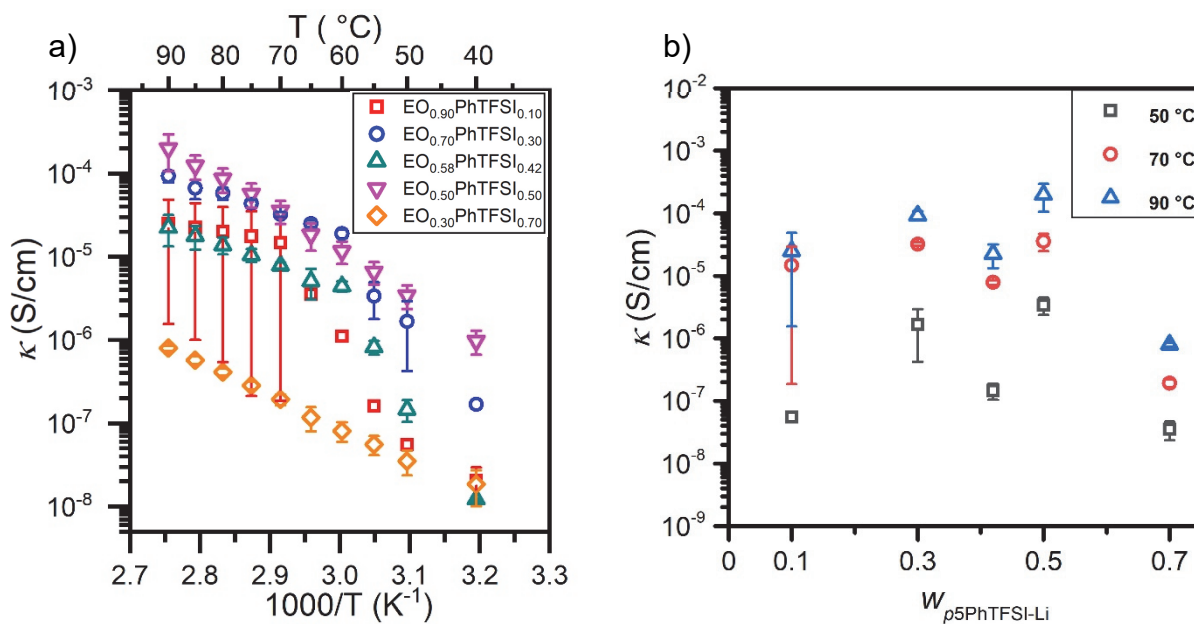 a)
T (°C)
90 80 70 60 50 40
10⁻³
10⁻⁴
10⁻⁵
10⁻⁶
10⁻⁷
10⁻⁸
κ (S/cm)
EO₀.₉₀PhTFSI₀.₁₀
EO₀.₇₀PhTFSI₀.₃₀
EO₀.₅₈PhTFSI₀.₄₂
EO₀.₅₀PhTFSI₀.₅₀
EO₀.₃₀PhTFSI₀.₇₀
2.7 2.8 2.9 3.0 3.1 3.2 3.3
1000/T (K⁻¹)
b)
10⁻²
10⁻³
10⁻⁴
10⁻⁵
10⁻⁶
10⁻⁷
10⁻⁸
10⁻⁹
κ (S/cm)
50 °C
70 °C
90 °C
0 0.1 0.3 0.5 0.7
w p5PhTFSI-Li